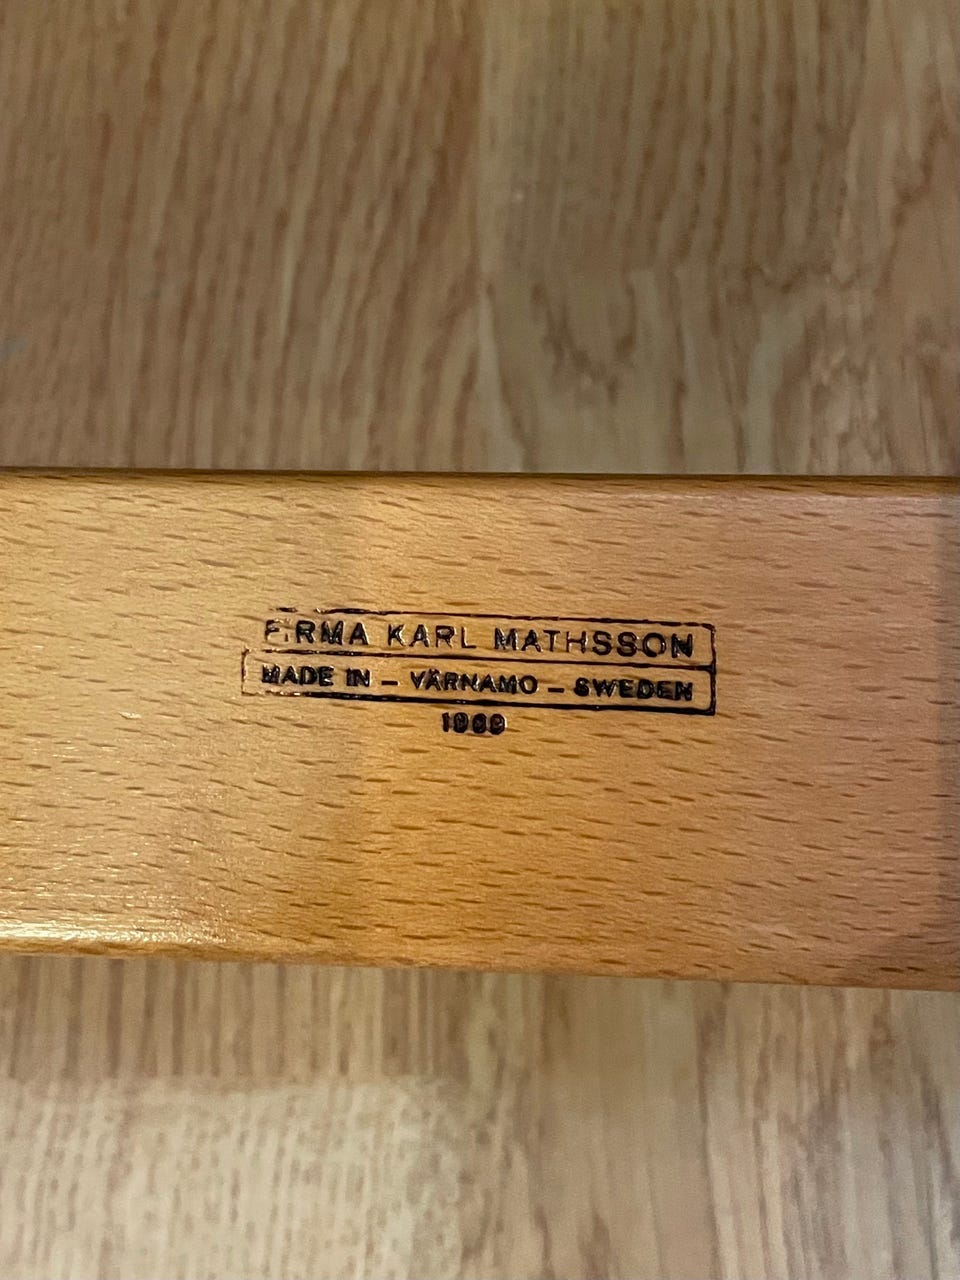 FIRMA KARL MATHSSON
MADE IN – VÄRNAMO – SWEDEN